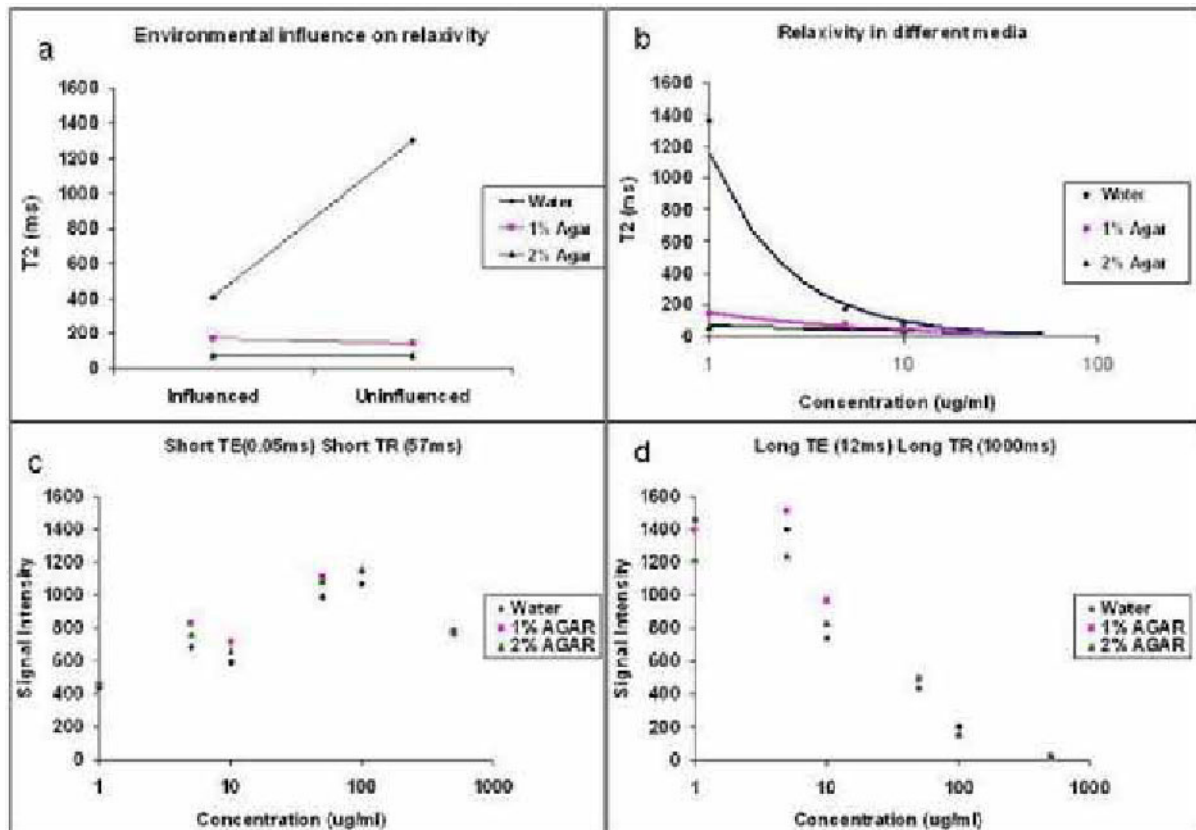 a
Environmental influence on relaxivity
1600
1400
1200
1000
800
600
400
200
0
T2 (ms)
Influenced
Uninfluenced
Water
1% Agar
2% Agar
b
Relaxivity in different media
1600
1400
1200
1000
800
600
400
200
0
T2 (ms)
1
10
100
Concentration (ug/ml)
Water
1% Agar
2% Agar
c
Short TE(0.05ms) Short TR (57ms)
1600
1400
1200
1000
800
600
400
200
0
Signal Intensity
1
10
100
1000
Concentration (ug/ml)
Water
1% AGAR
2% AGAR
d
Long TE (12ms) Long TR (1000ms)
1600
1400
1200
1000
800
600
400
200
0
Signal Intensity
1
10
100
1000
Concentration (ug/ml)
Water
1% AGAR
2% AGAR